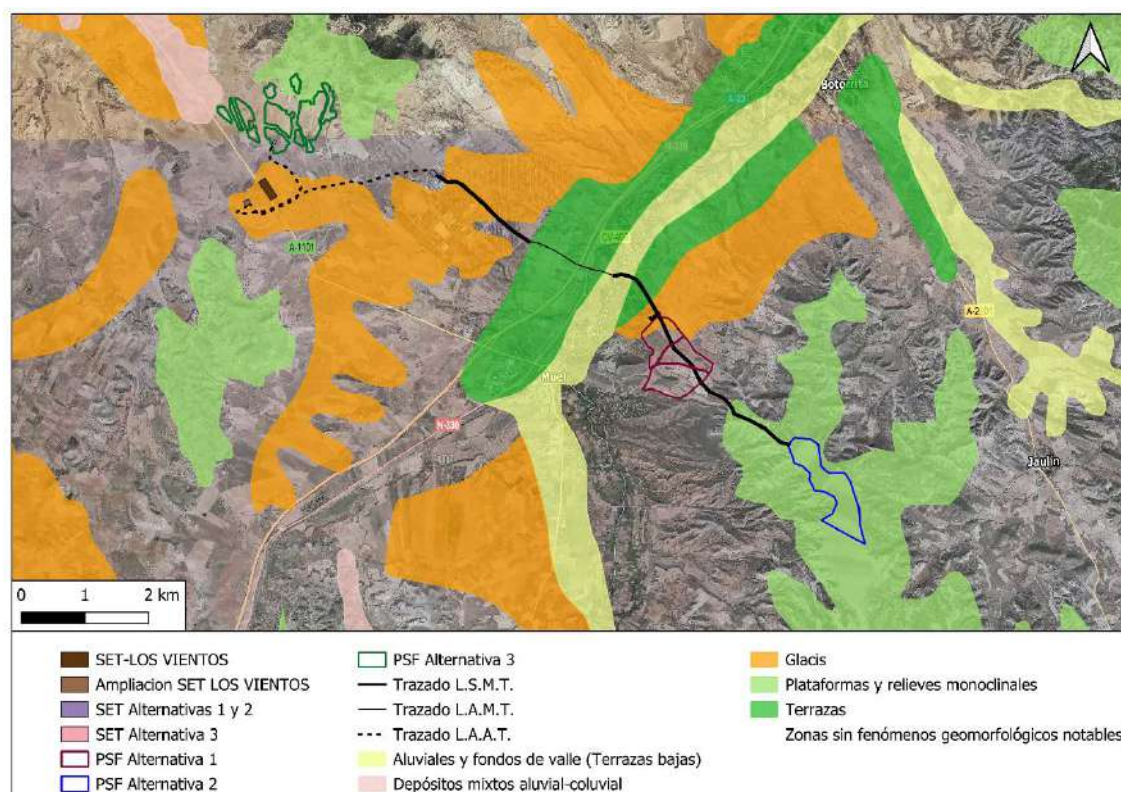 Botorrita
A-1101
Muel
N-330
Jaulín
0 1 2 km
SET-LOS VIENTOS
Ampliacion SET LOS VIENTOS
SET Alternativas 1 y 2
SET Alternativa 3
PSF Alternativa 1
PSF Alternativa 2
PSF Alternativa 3
Trazado L.S.M.T.
Trazado L.A.M.T.
Trazado L.A.A.T.
Aluviales y fondos de valle (Terrazas bajas)
Depósitos mixtos aluvial-coluvial
Glacis
Plataformas y relieves monoclinales
Terrazas
Zonas sin fenómenos geomorfológicos notables